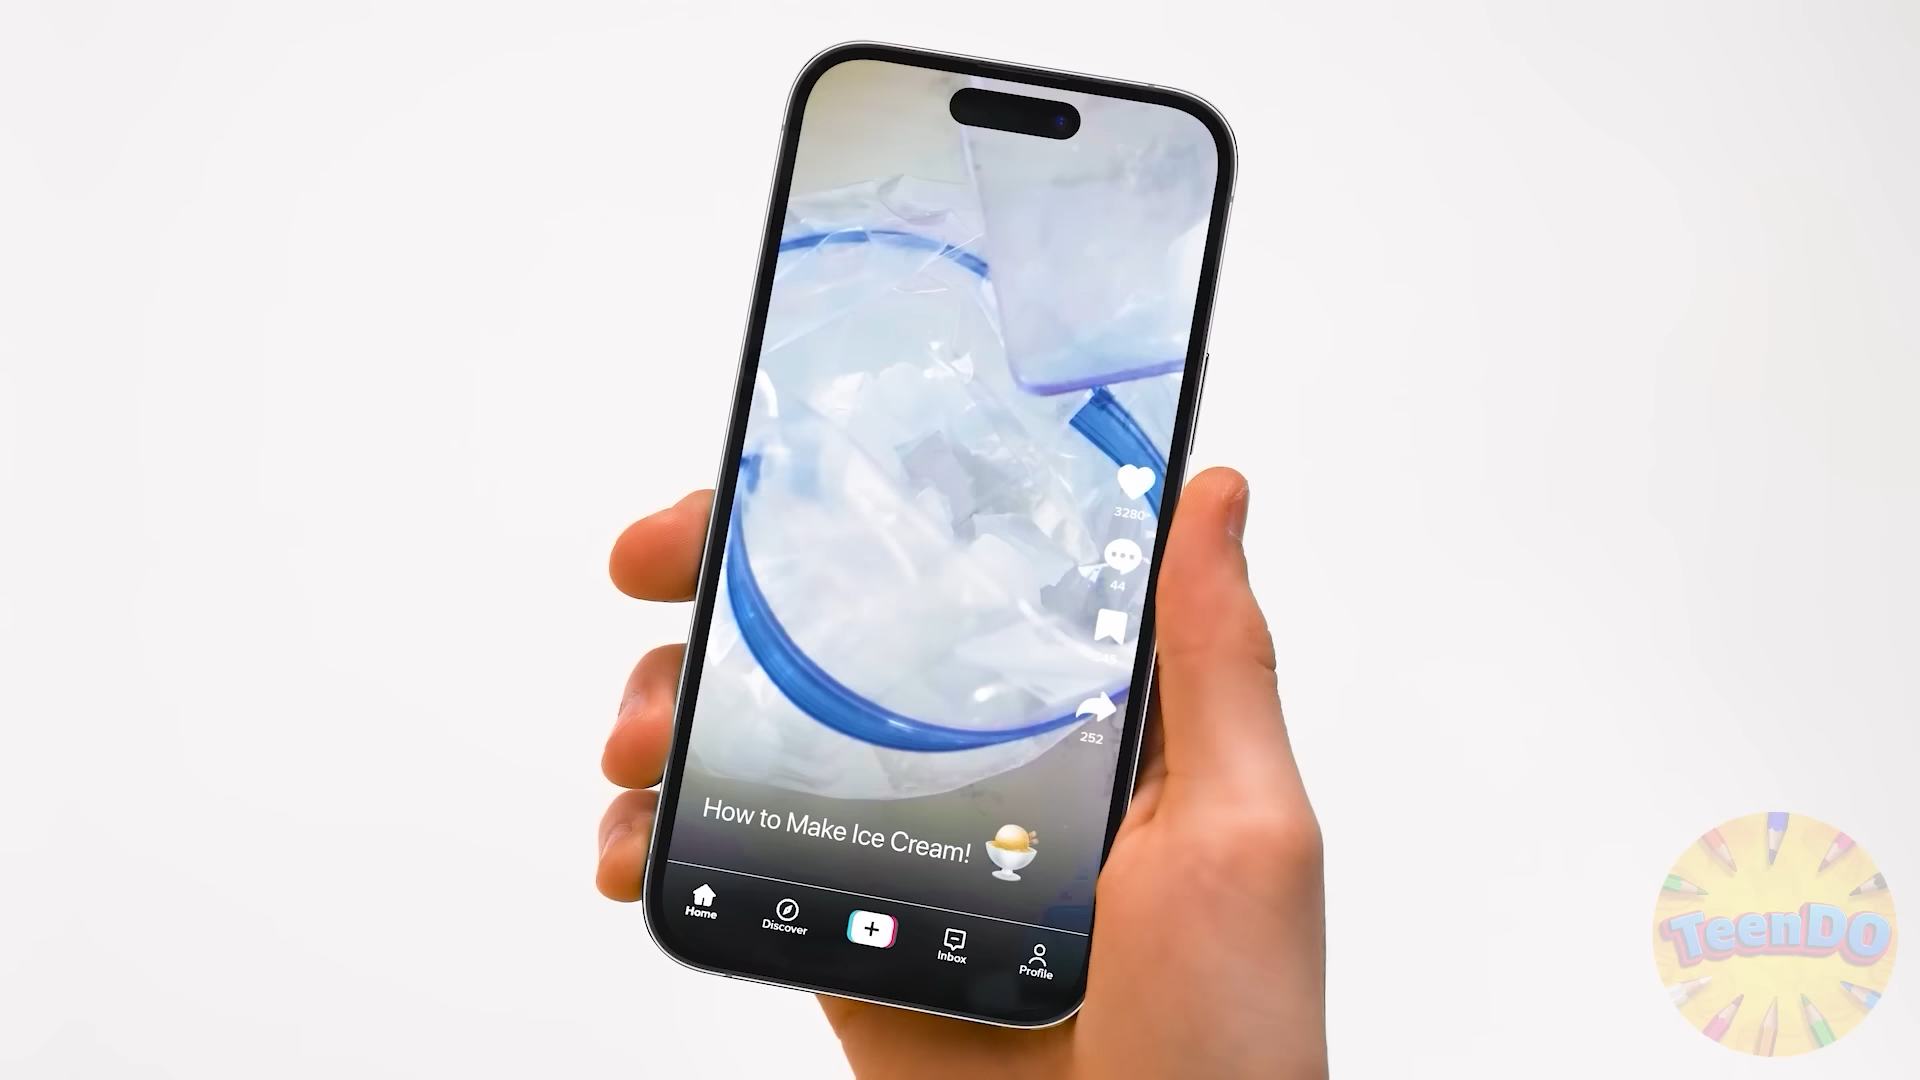 3280
44
252
How to Make Ice Cream!
Home
Discover
Inbox
Profile
TeenDO